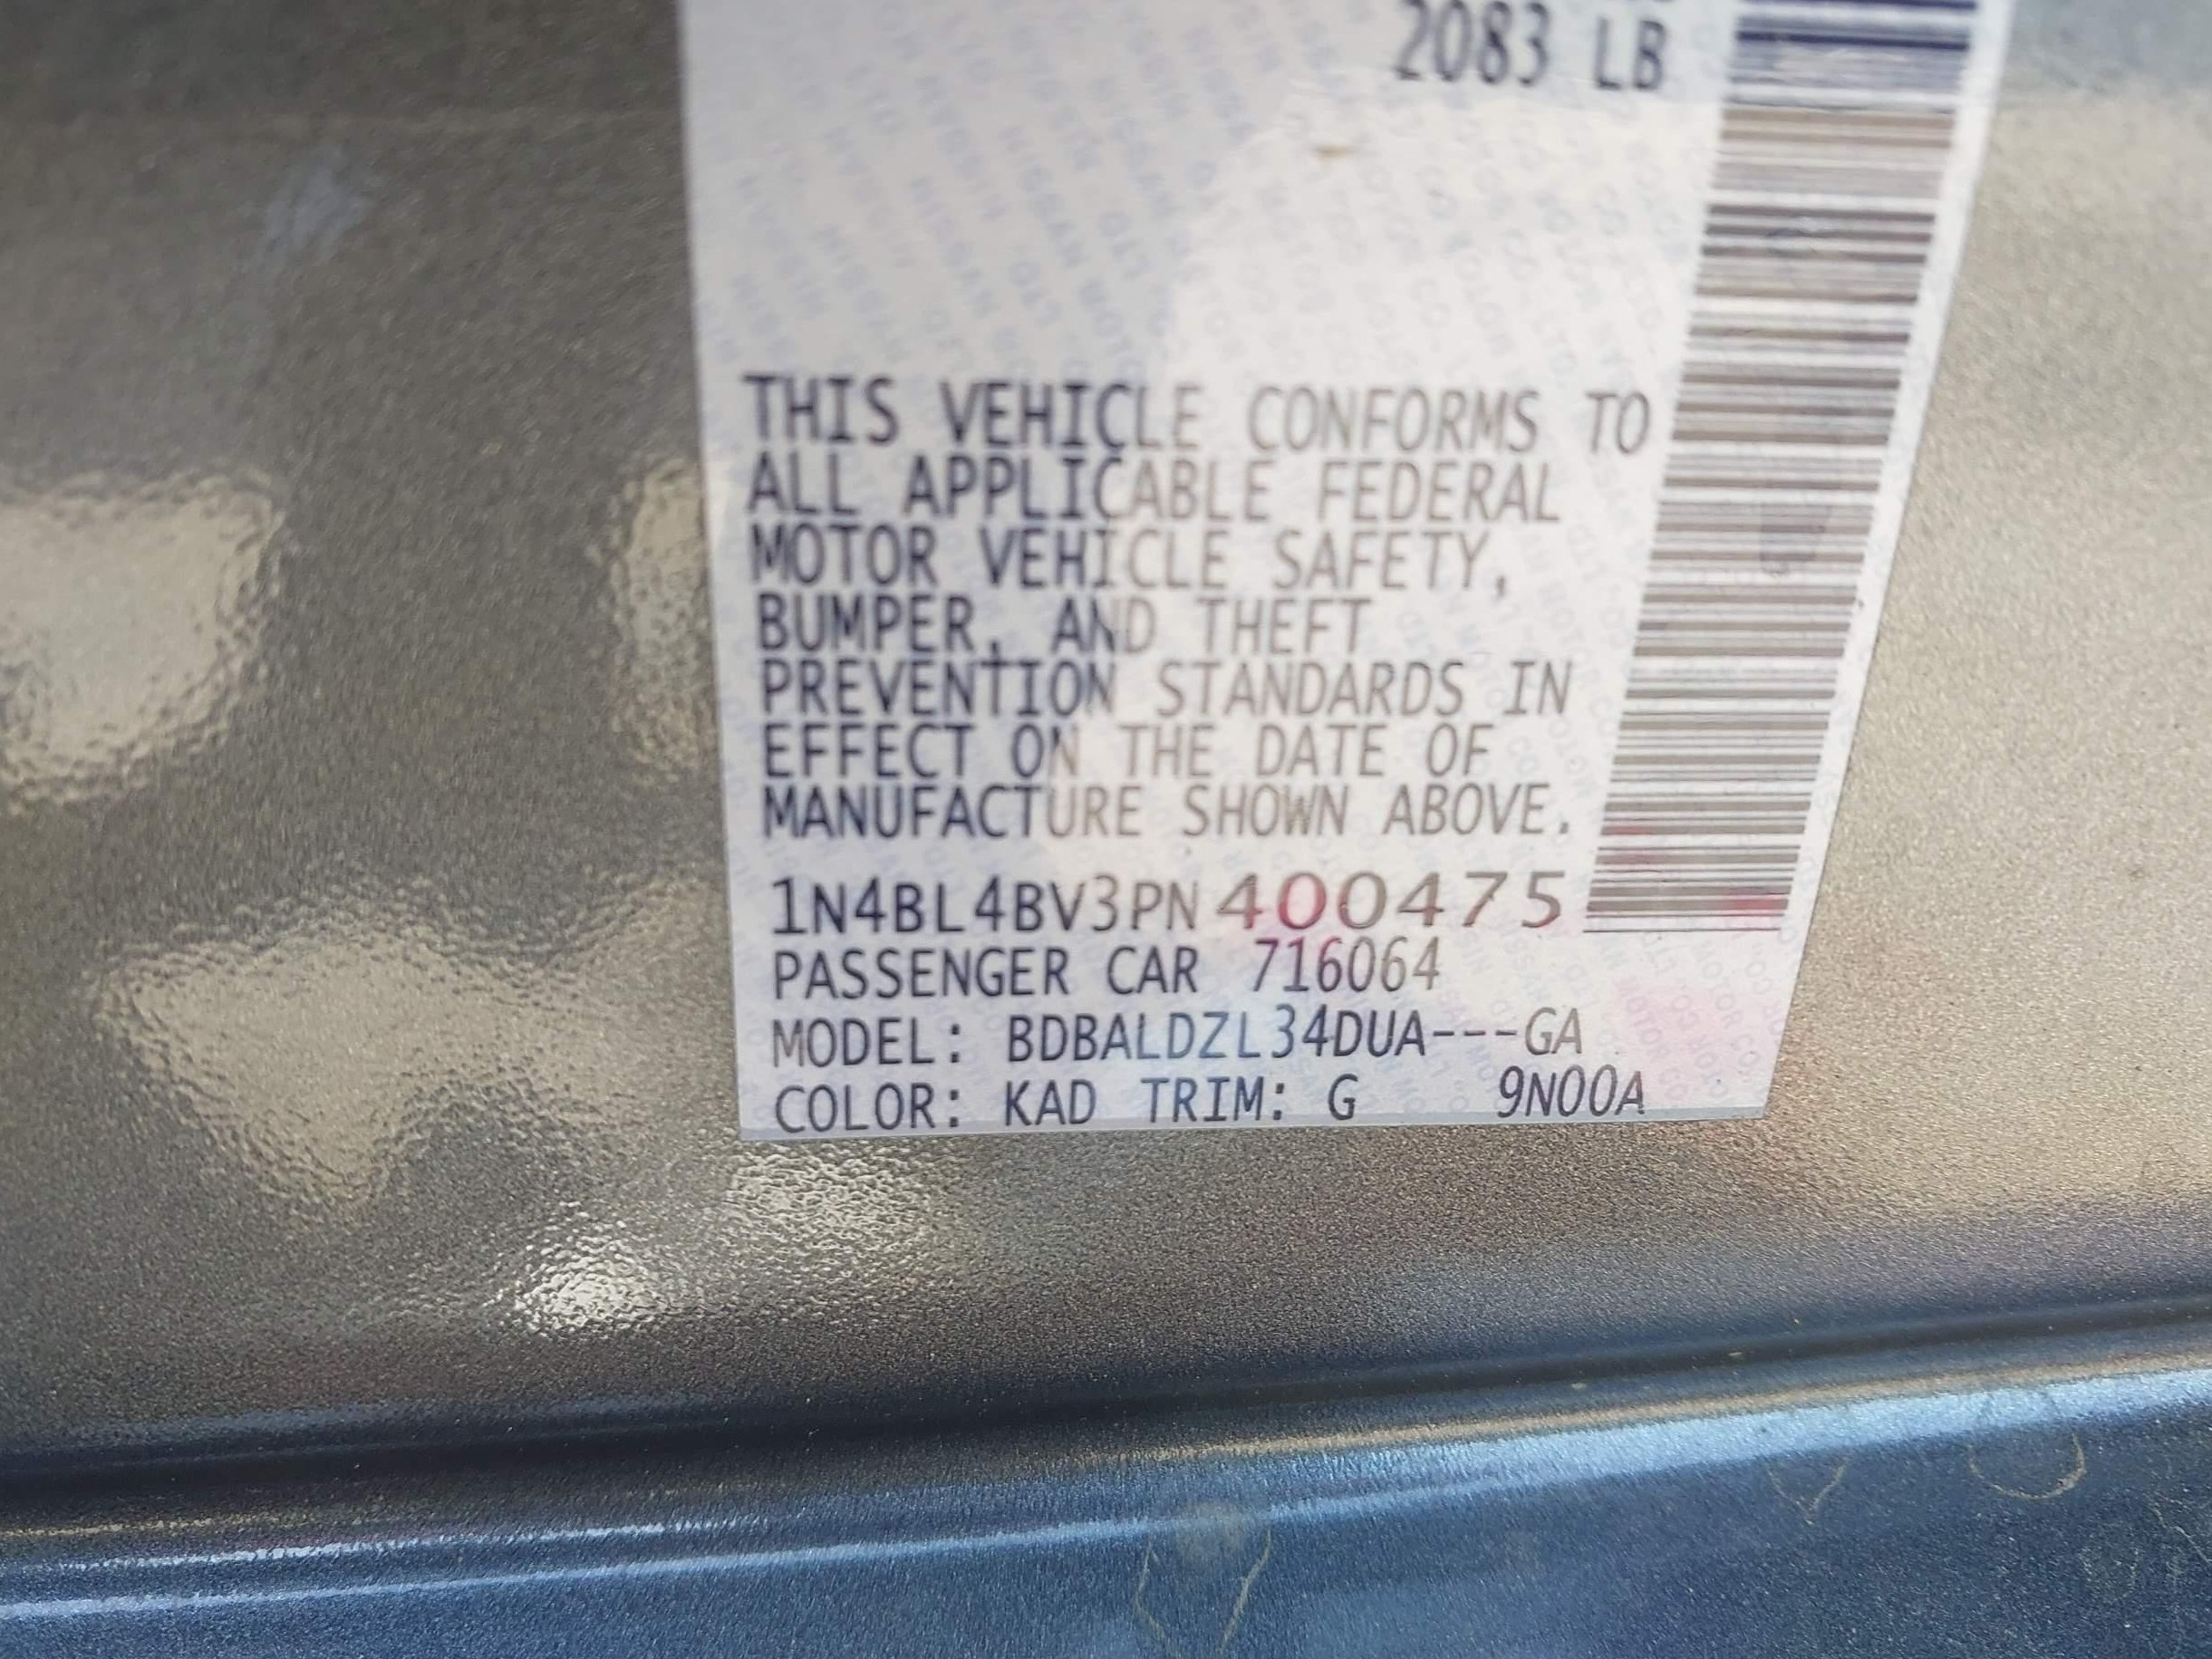 2083 LB
THIS VEHICLE CONFORMS TO
ALL APPLICABLE FEDERAL
MOTOR VEHICLE SAFETY,
BUMPER, AND THEFT
PREVENTION STANDARDS IN
EFFECT ON THE DATE OF
MANUFACTURE SHOWN ABOVE.
1N4BL4BV3PN400475
PASSENGER CAR 716064
MODEL: BDBALDZL34DUA---GA
COLOR: KAD TRIM: G 9N00A